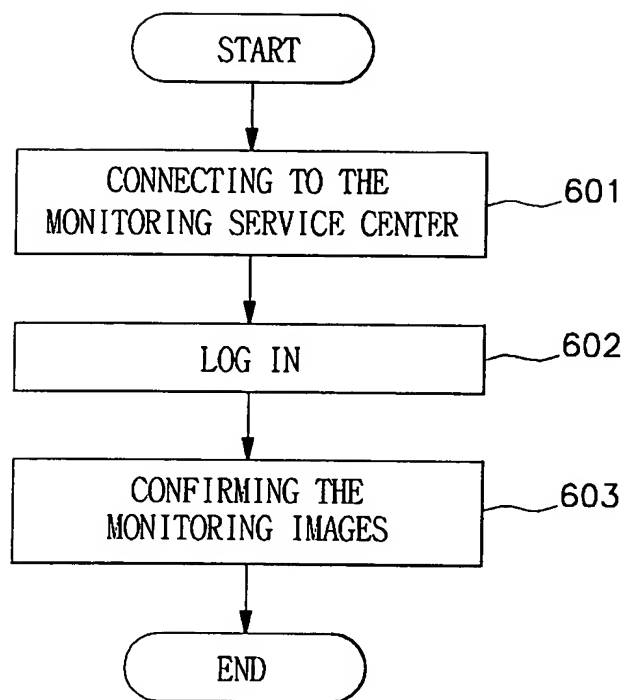 START
CONNECTING TO THE
MONITORING SERVICE CENTER
601
LOG IN
602
CONFIRMING THE
MONITORING IMAGES
603
END